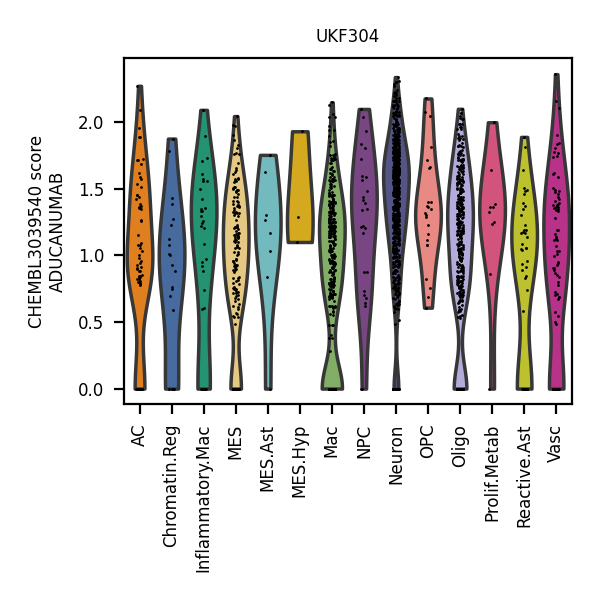 UKF304
CHEMBL3039540 score
ADUCANUMAB
2.0
1.5
1.0
0.5
0.0
AC
Chromatin.Reg
Inflammatory.Mac
MES
MES.Ast
MES.Hyp
Mac
NPC
Neuron
OPC
Oligo
Prolif.Metab
Reactive.Ast
Vasc